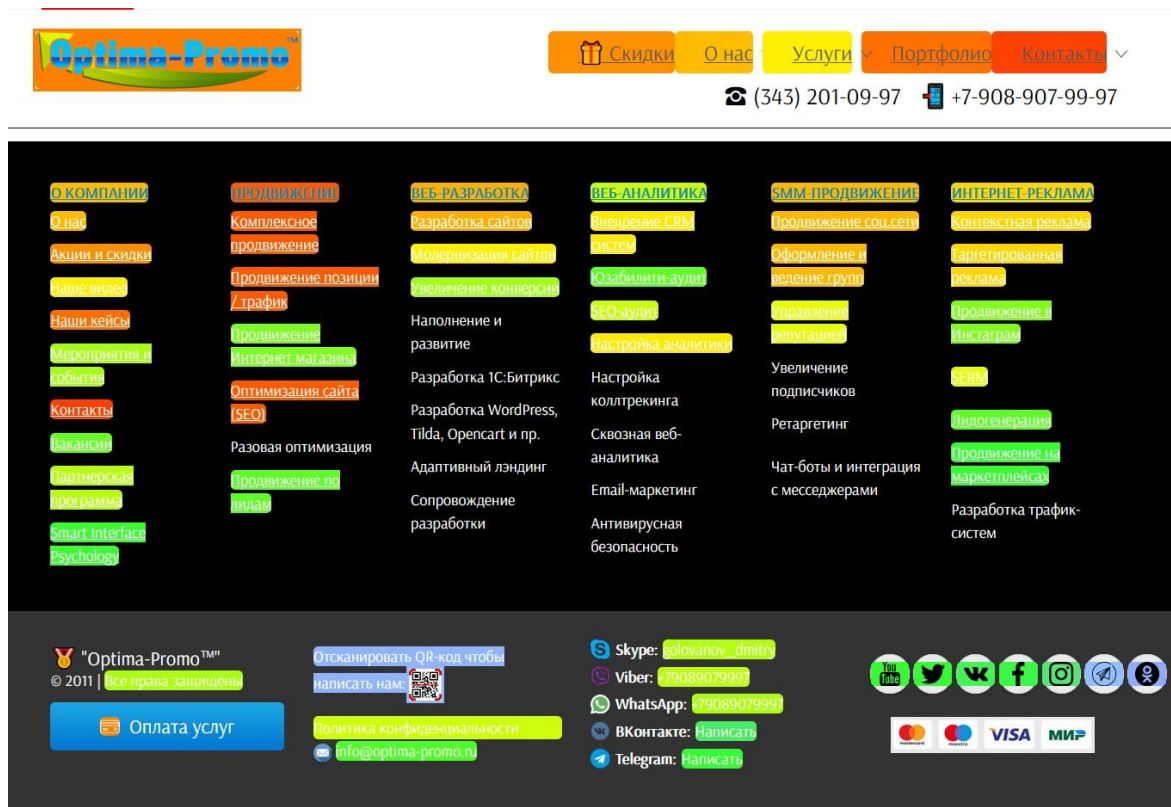 Optima-Promo™
Скидки О нас Услуги Портфолио Контакты
(343) 201-09-97 +7-908-907-99-97
О КОМПАНИИ
О нас
Акции и скидки
Наше видео
Наши кейсы
Мероприятия и
события
Контакты
Вакансии
Партнерская
программа
Smart Interface
Psychology
ПРОДВИЖЕНИЕ
Комплексное
продвижение
Продвижение позиции
/ трафик
Продвижение
Интернет магазина
Оптимизация сайта
(SEO)
Разовая оптимизация
Продвижение по
лидам
ВЕБ-РАЗРАБОТКА
Разработка сайтов
Модернизация сайтов
Увеличение конверсии
Наполнение и
развитие
Разработка 1С:Битрикс
Разработка WordPress,
Tilda, Opencart и пр.
Адаптивный лэндинг
Сопровождение
разработки
ВЕБ-АНАЛИТИКА
Внедрение CRM
систем
Юзабилити-аудит
SEO-аудит
Настройка аналитики
Настройка
коллтрекинга
Сквозная веб-
аналитика
Email-маркетинг
Антивирусная
безопасность
SMM-ПРОДВИЖЕНИЕ
Продвижение соц.сети
Оформление и
ведение групп
Управление
репутацией
Увеличение
подписчиков
Ретаргетинг
Чат-боты и интеграция
с месседжерами
ИНТЕРНЕТ-РЕКЛАМА
Контекстная реклама
Таргетированная
реклама
Продвижение в
Инстаграм
SERM
Лидогенерация
Продвижение на
маркетплейсах
Разработка трафик-
систем
"Optima-Promo™"
© 2011 | Все права защищены
Оплата услуг
Отсканировать QR-код чтобы
написать нам:
Политика конфиденциальности
info@optima-promo.ru
Skype: golovanov_dmitry
Viber: +79089079997
WhatsApp: +79089079997
ВКонтакте: Написать
Telegram: Написать
You Tube
mastercard maestro VISA МИР